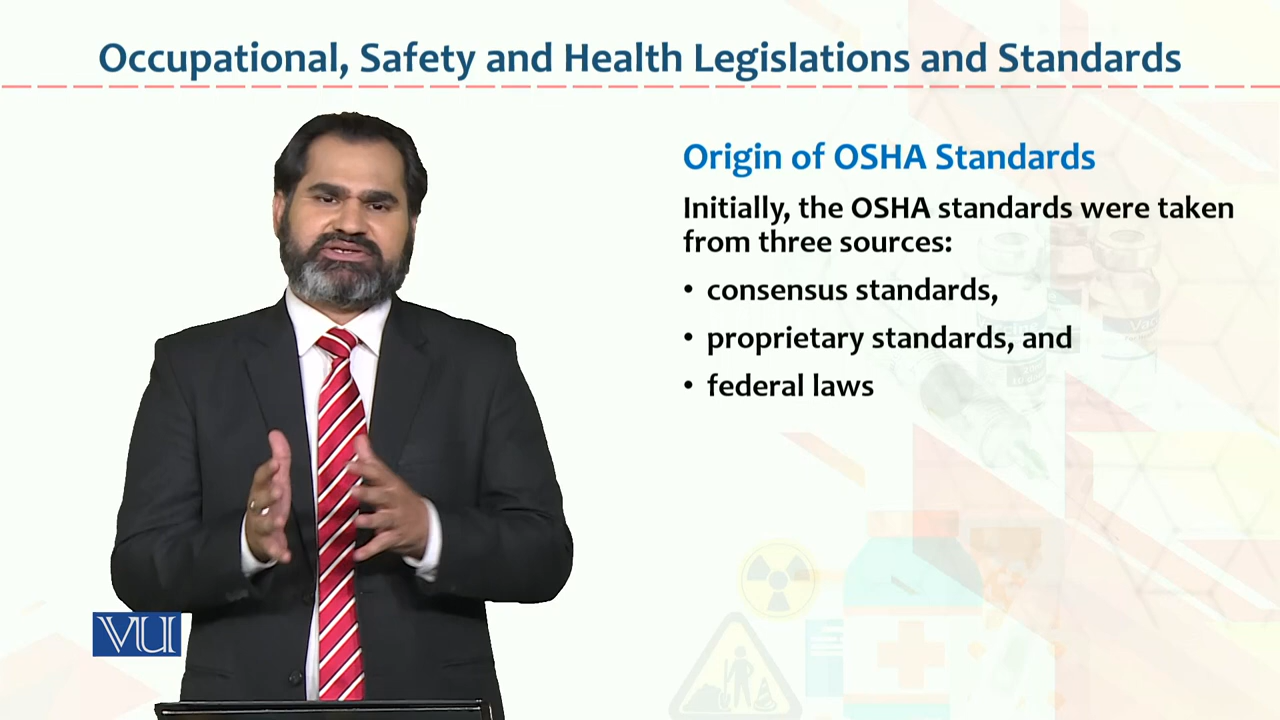 Occupational, Safety and Health Legislations and Standards
Origin of OSHA Standards
Initially, the OSHA standards were taken
from three sources:
• consensus standards,
• proprietary standards, and
• federal laws
VU